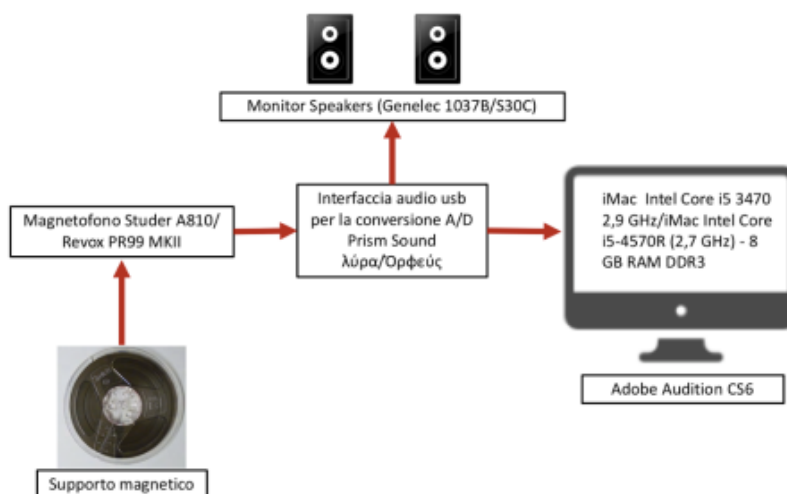 Monitor Speakers (Genelec 1037B/S30C)
Magnetofono Studer A810/
Revox PR99 MKII
Interfaccia audio usb
per la conversione A/D
Prism Sound
λύρα/Ὀρφεύς
iMac Intel Core i5 3470
2,9 GHz/iMac Intel Core
i5-4570R (2,7 GHz) - 8
GB RAM DDR3
Adobe Audition CS6
Supporto magnetico